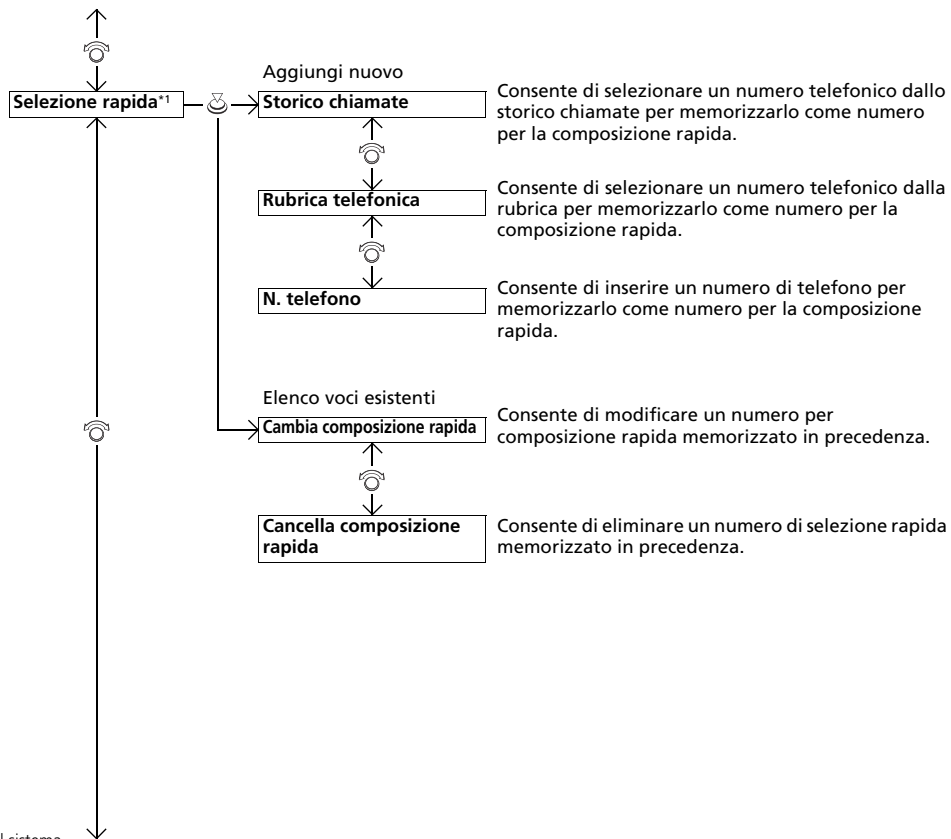 Aggiungi nuovo
Selezione rapida*1
Storico chiamate
Consente di selezionare un numero telefonico dallo
storico chiamate per memorizzarlo come numero
per la composizione rapida.
Rubrica telefonica
Consente di selezionare un numero telefonico dalla
rubrica per memorizzarlo come numero per la
composizione rapida.
N. telefono
Consente di inserire un numero di telefono per
memorizzarlo come numero per la composizione
rapida.
Elenco voci esistenti
Cambia composizione rapida
Consente di modificare un numero per
composizione rapida memorizzato in precedenza.
Cancella composizione
rapida
Consente di eliminare un numero di selezione rapida
memorizzato in precedenza.
l sistema